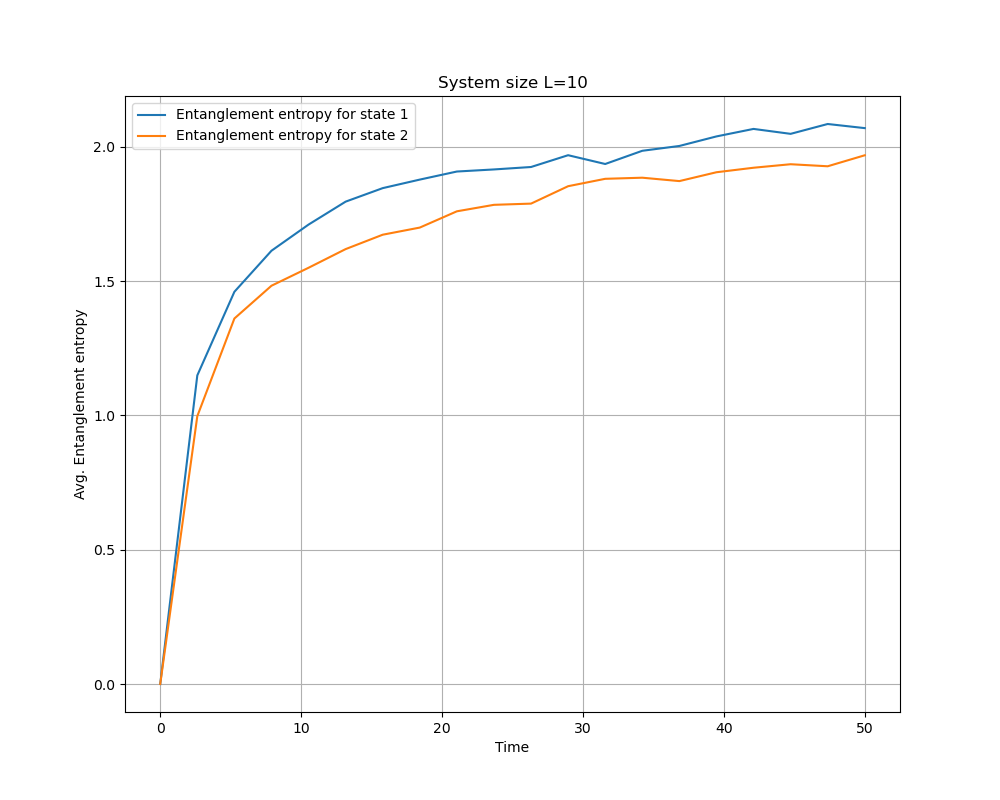 System size L=10
Entanglement entropy for state 1
Entanglement entropy for state 2
Avg. Entanglement entropy
2.0
1.5
1.0
0.5
0.0
0 10 20 30 40 50
Time